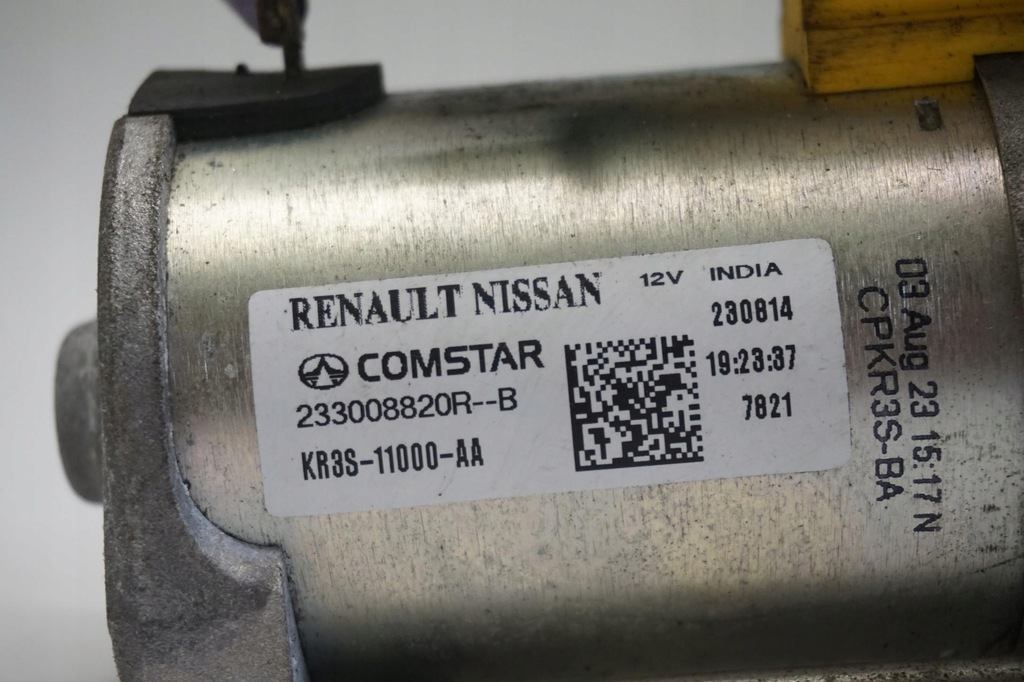 RENAULT NISSAN 12V INDIA
230814
COMSTAR
19:23:37
233008820R--B
7821
KR3S-11000-AA
03 Aug 23 15:17 N
CPKR3S-BA